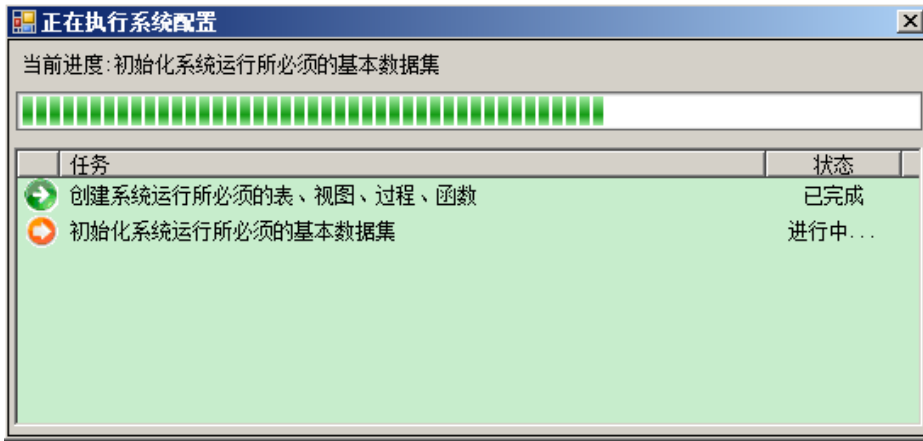 正在执行系统配置
当前进度:初始化系统运行所必须的基本数据集
任务 状态
创建系统运行所必须的表、视图、过程、函数 已完成
初始化系统运行所必须的基本数据集 进行中...